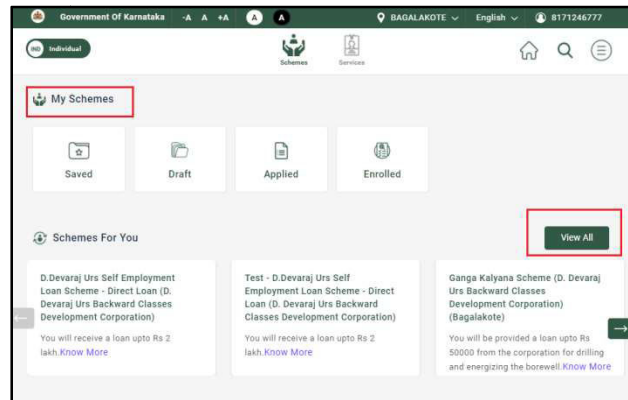 Government Of Karnataka -A A +A A A BAGALAKOTE English 8171246777
IND Individual
Schemes Services
My Schemes
Saved Draft Applied Enrolled
Schemes For You View All
D.Devaraj Urs Self Employment
Loan Scheme - Direct Loan (D.
Devaraj Urs Backward Classes
Development Corporation)
You will receive a loan upto Rs 2
lakh.Know More
Test - D.Devaraj Urs Self
Employment Loan Scheme - Direct
Loan (D. Devaraj Urs Backward
Classes Development Corporation)
You will receive a loan upto Rs 2
lakh.Know More
Ganga Kalyana Scheme (D. Devaraj
Urs Backward Classes
Development Corporation)
(Bagalakote)
You will be provided a loan upto Rs
50000 from the corporation for drilling
and energizing the borewell.Know More